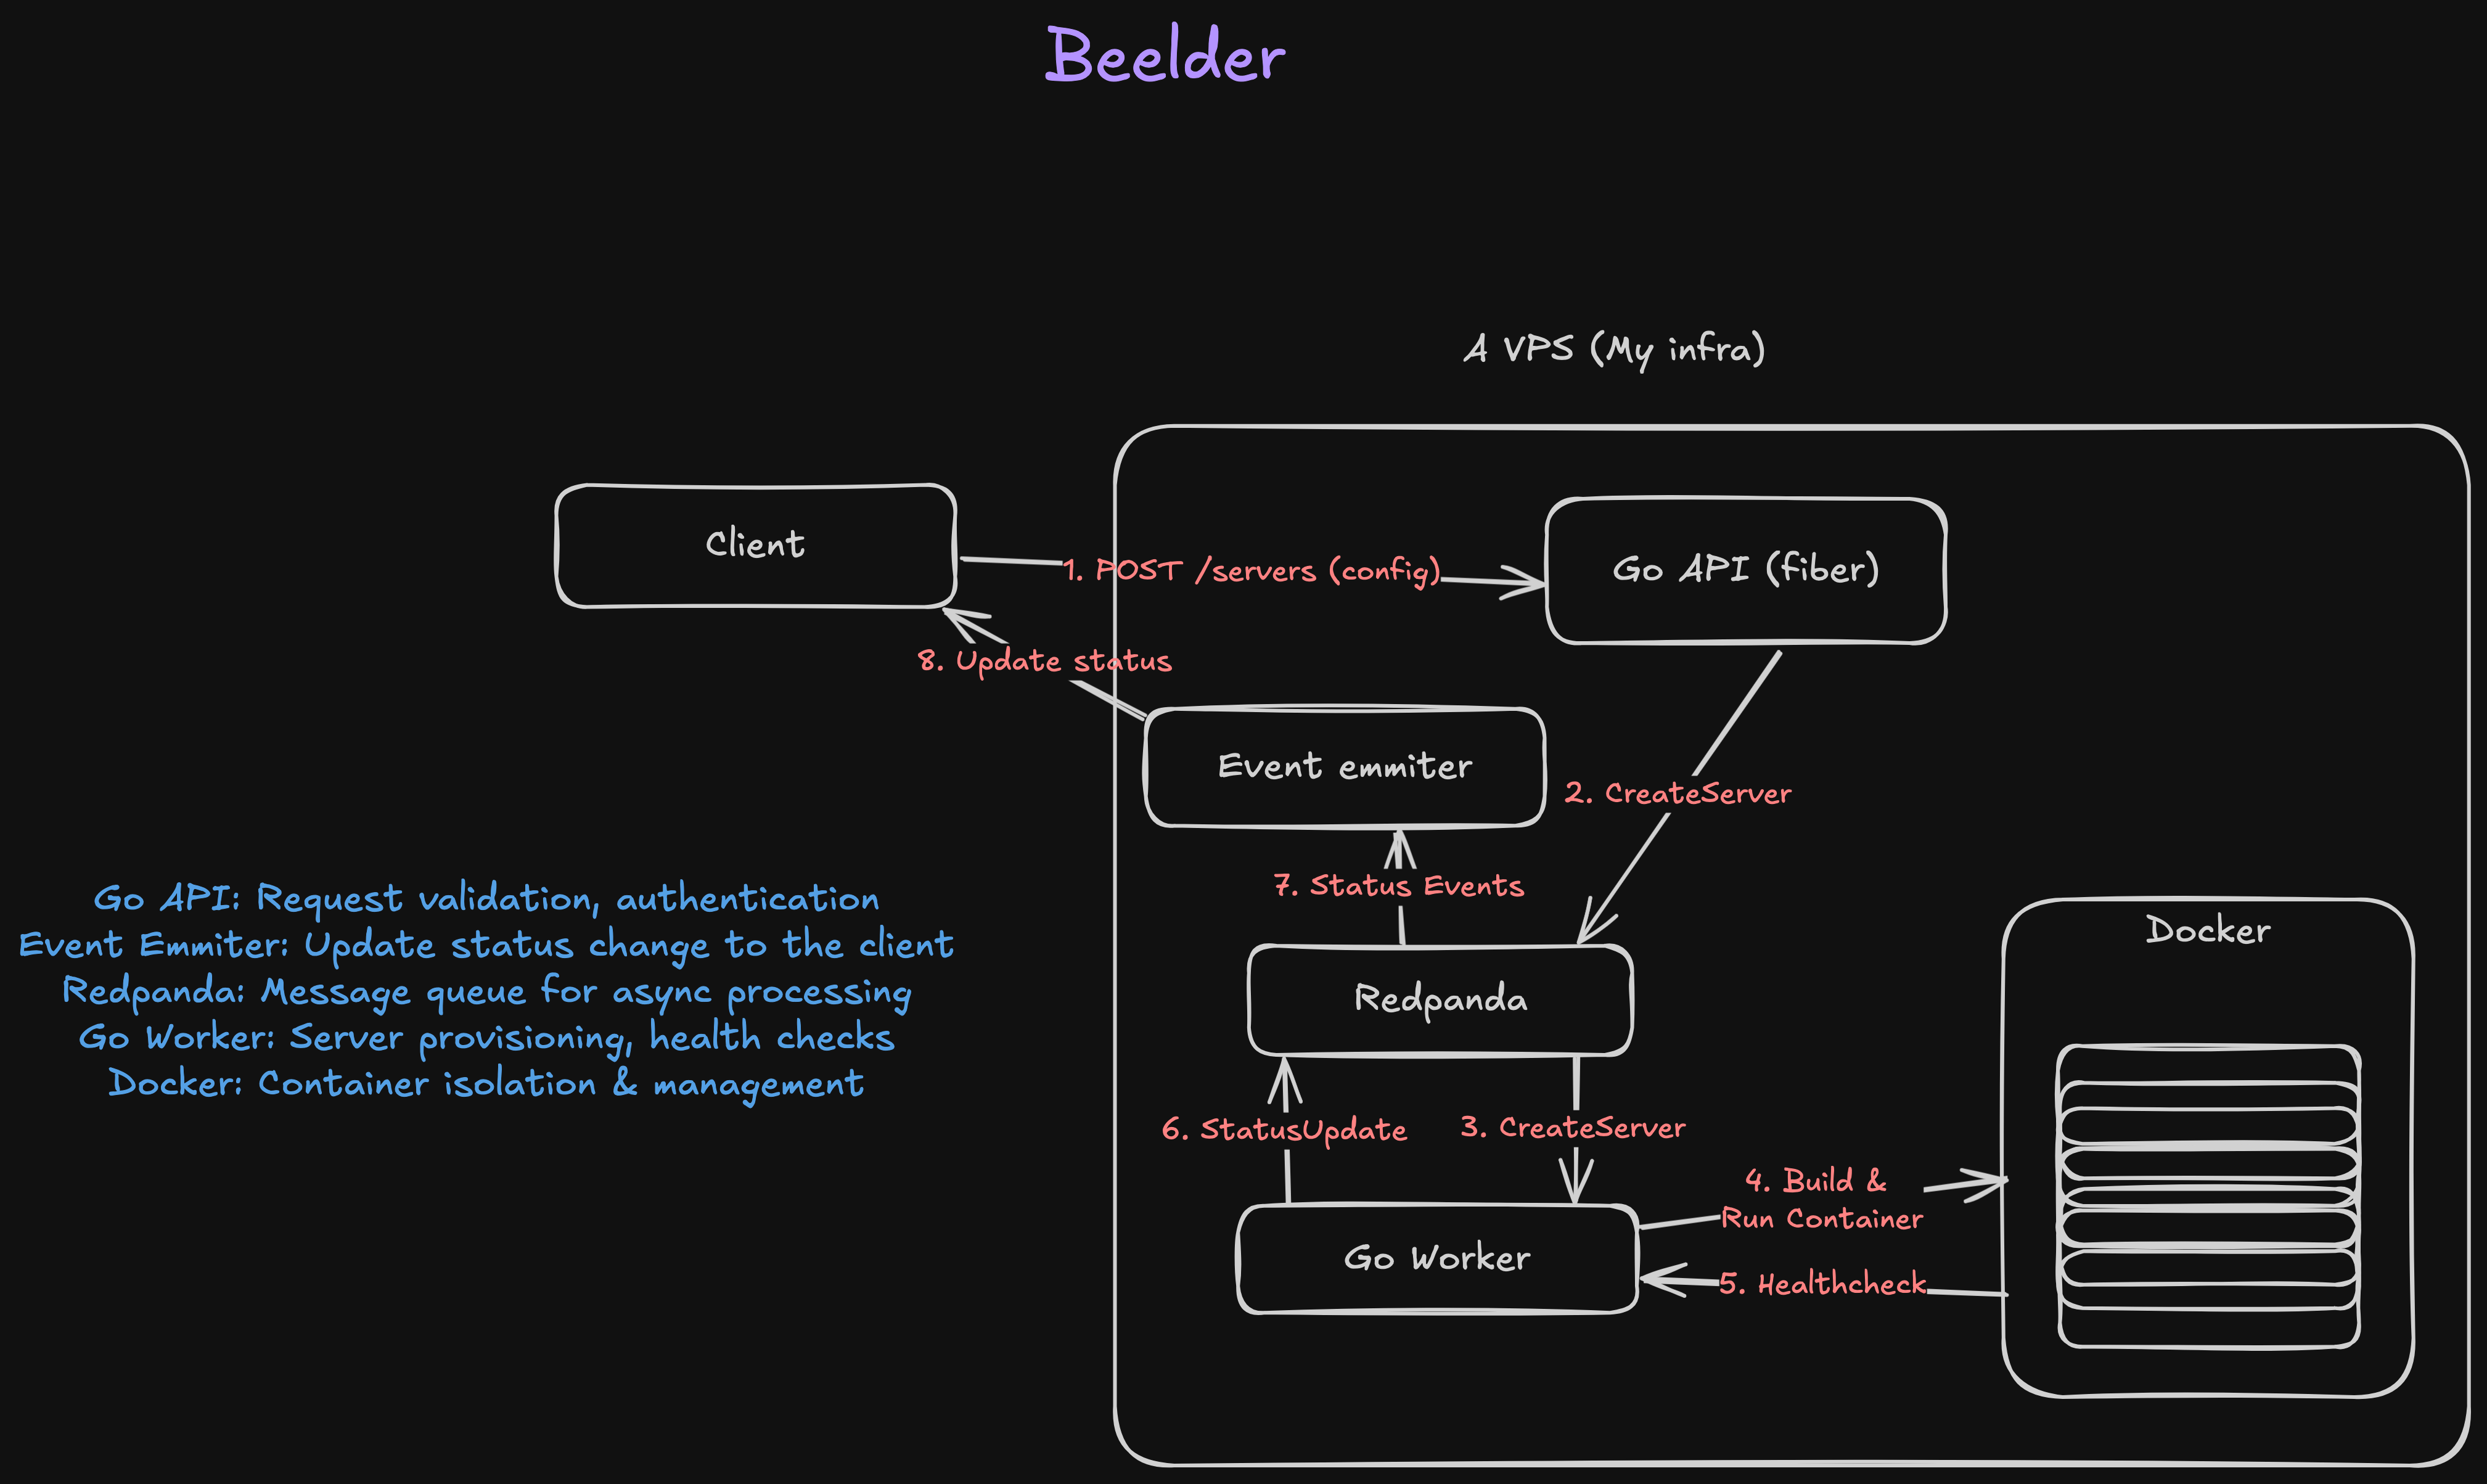 Beelder
A VPS (My infra)
Client
1. POST /servers (config)
Go API (fiber)
8. Update status
Event emmiter
2. CreateServer
7. Status Events
Go API: Request validation, authentication
Event Emmiter: Update status change to the client
Redpanda: Message queue for async processing
Go Worker: Server provisioning, health checks
Docker: Container isolation & management
Redpanda
Docker
6. StatusUpdate
3. CreateServer
4. Build &
Run Container
Go Worker
5. Healthcheck